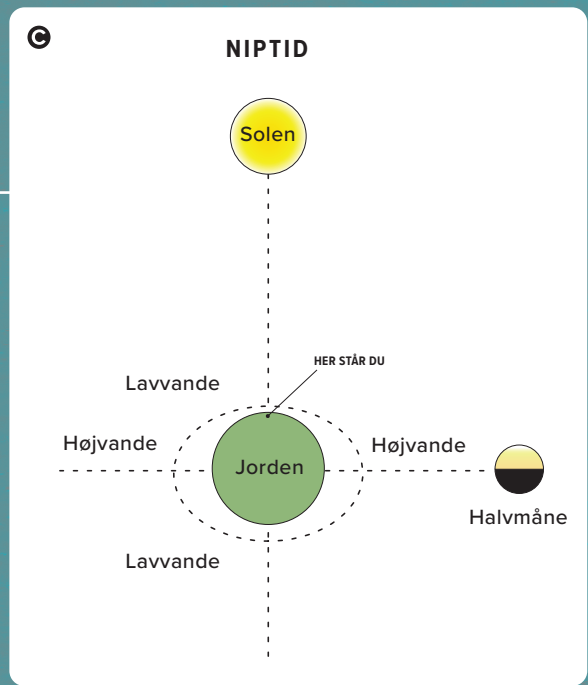 C
NIPTID
Solen
HER STÅR DU
Lavvande
Højvande
Højvande
Jorden
Halvmåne
Lavvande